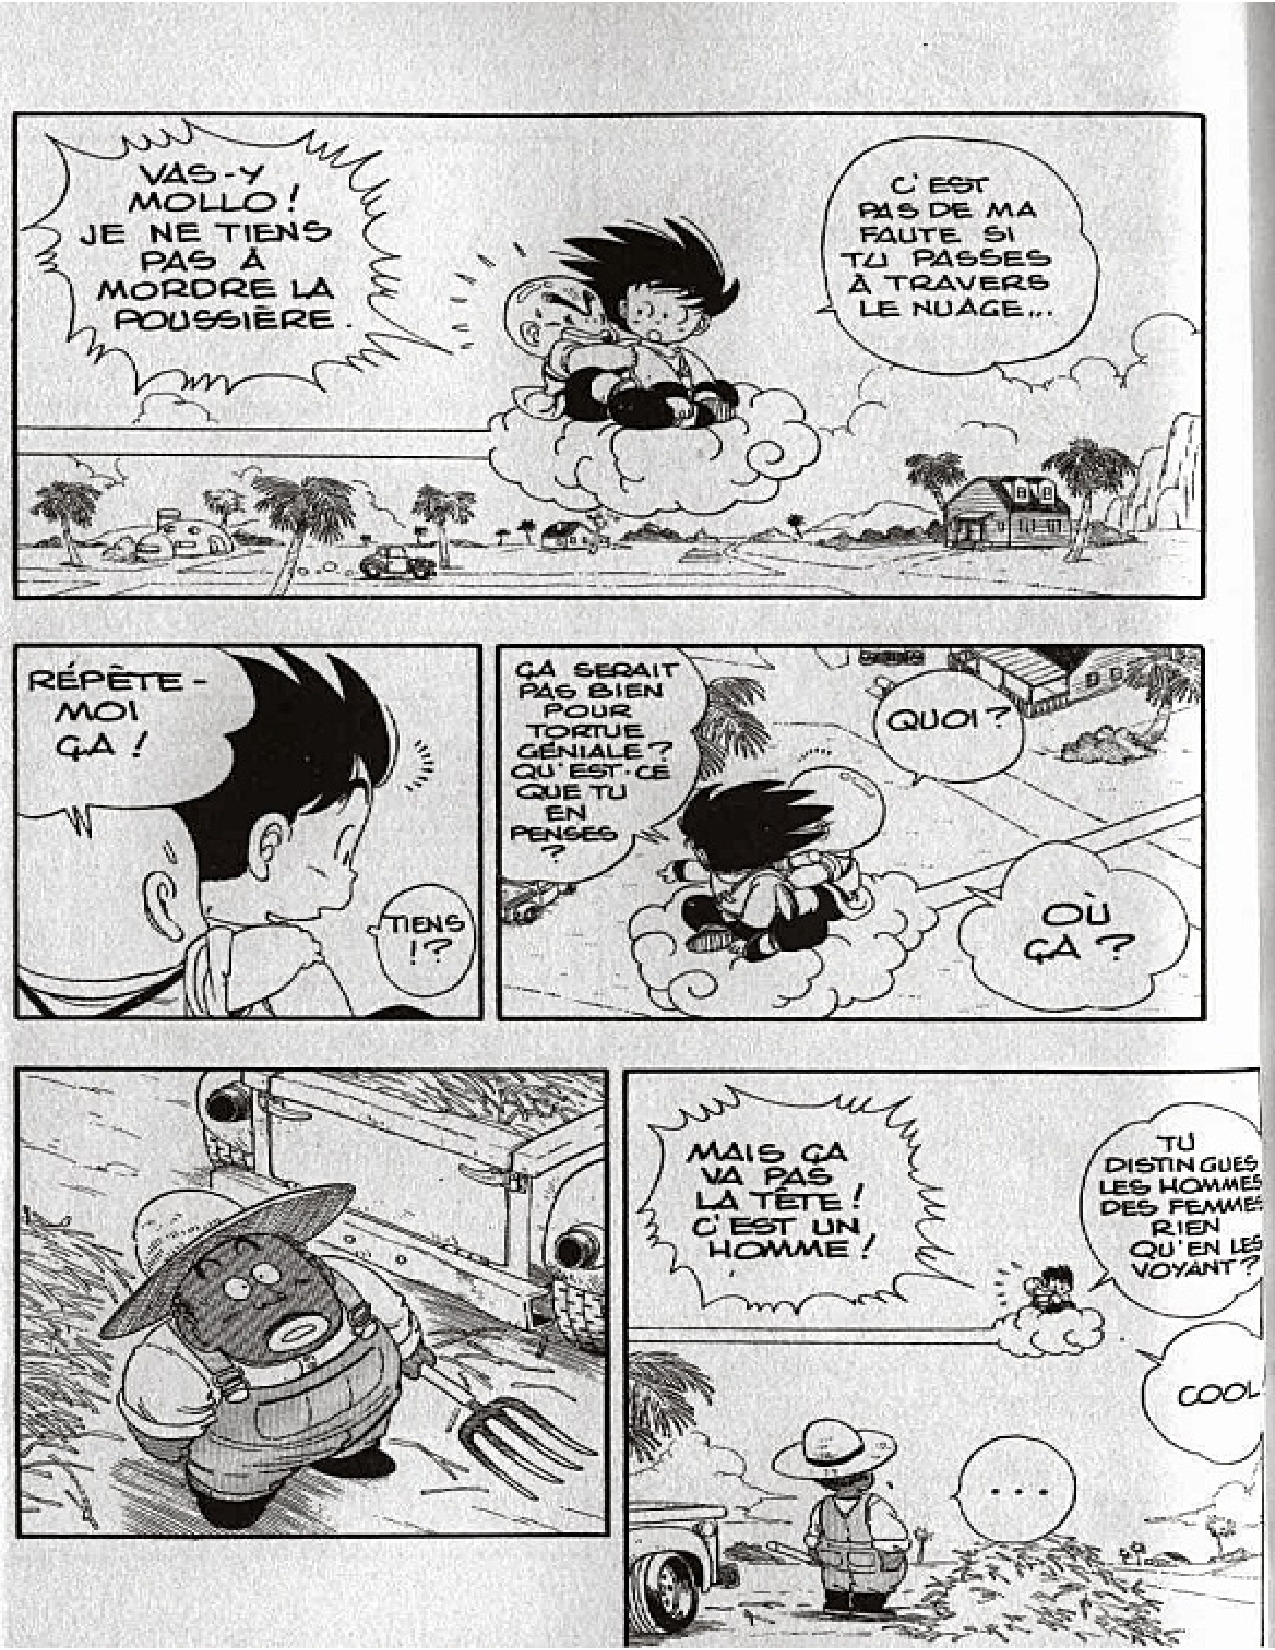 VAS-Y
MOLLO!
JE NE TIENS
PAS À
MORDRE LA
POUSSIÈRE.
C'EST
PAS DE MA
FAUTE SI
TU PASSES
À TRAVERS
LE NUAGE...
RÉPÈTE-
MOI
ÇA!
TIENS
!?
ÇA SERAIT
PAS BIEN
POUR
TORTUE
GÉNIALE?
QU'EST-CE
QUE TU
EN
PENSES
?
QUOI?
OÙ
ÇA?
MAIS ÇA
VA PAS
LA TÊTE!
C'EST UN
HOMME!
TU
DISTINGUES
LES HOMMES
DES FEMMES
RIEN
QU'EN LES
VOYANT?
COOL
...